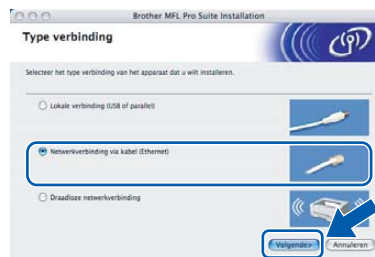 Brother MFL Pro Suite Installation
Type verbinding
Selecteer het type verbinding van het apparaat dat u wilt installeren.
Lokale verbinding (USB of parallel)
Netwerkverbinding via kabel (Ethernet)
Draadloze netwerkverbinding
Volgende>
Annuleren